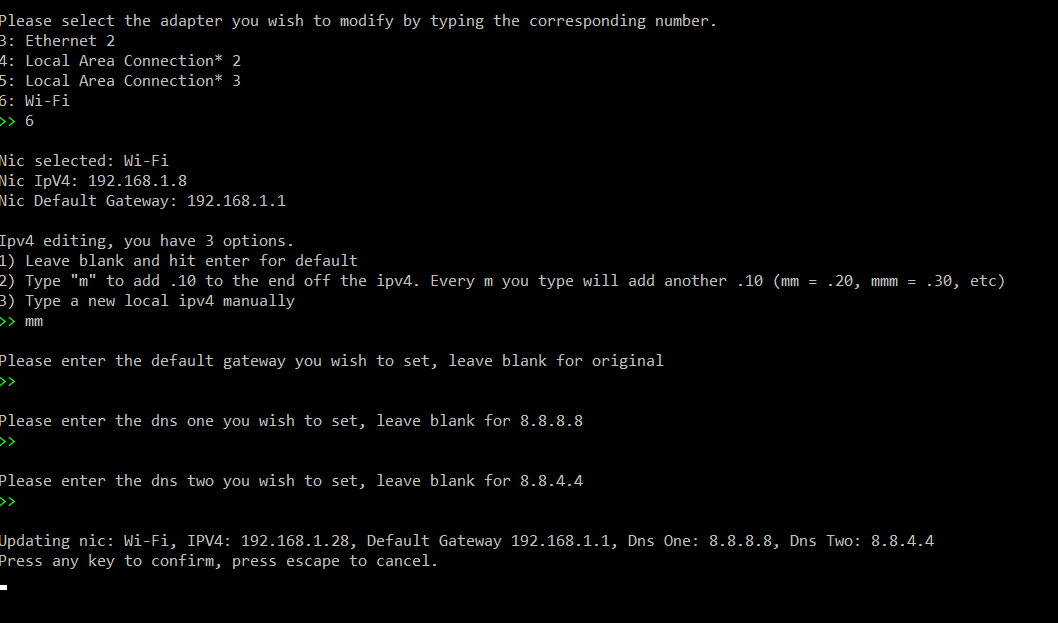 Please select the adapter you wish to modify by typing the corresponding number.
3: Ethernet 2
4: Local Area Connection* 2
5: Local Area Connection* 3
6: Wi-Fi
>> 6
Nic selected: Wi-Fi
Nic IpV4: 192.168.1.8
Nic Default Gateway: 192.168.1.1
Ipv4 editing, you have 3 options.
1) Leave blank and hit enter for default
2) Type "m" to add .10 to the end off the ipv4. Every m you type will add another .10 (mm = .20, mmm = .30, etc)
3) Type a new local ipv4 manually
>> mm
Please enter the default gateway you wish to set, leave blank for original
>>
Please enter the dns one you wish to set, leave blank for 8.8.8.8
>>
Please enter the dns two you wish to set, leave blank for 8.8.4.4
>>
Updating nic: Wi-Fi, IPV4: 192.168.1.28, Default Gateway 192.168.1.1, Dns One: 8.8.8.8, Dns Two: 8.8.4.4
Press any key to confirm, press escape to cancel.